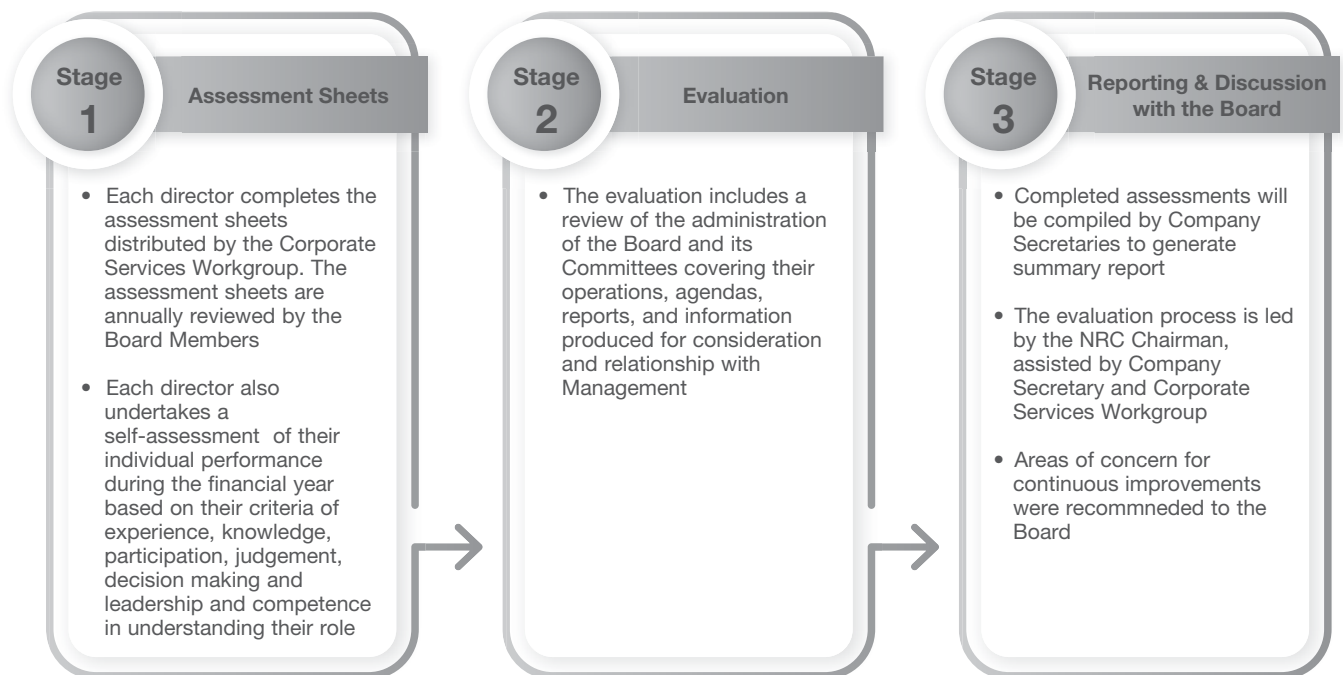 Stage
1
Assessment Sheets
• Each director completes the
assessment sheets
distributed by the Corporate
Services Workgroup. The
assessment sheets are
annually reviewed by the
Board Members
• Each director also
undertakes a
self-assessment of their
individual performance
during the financial year
based on their criteria of
experience, knowledge,
participation, judgement,
decision making and
leadership and competence
in understanding their role
Stage
2
Evaluation
• The evaluation includes a
review of the administration
of the Board and its
Committees covering their
operations, agendas,
reports, and information
produced for consideration
and relationship with
Management
Stage
3
Reporting & Discussion
with the Board
• Completed assessments will
be compiled by Company
Secretaries to generate
summary report
• The evaluation process is led
by the NRC Chairman,
assisted by Company
Secretary and Corporate
Services Workgroup
• Areas of concern for
continuous improvements
were recommneded to the
Board